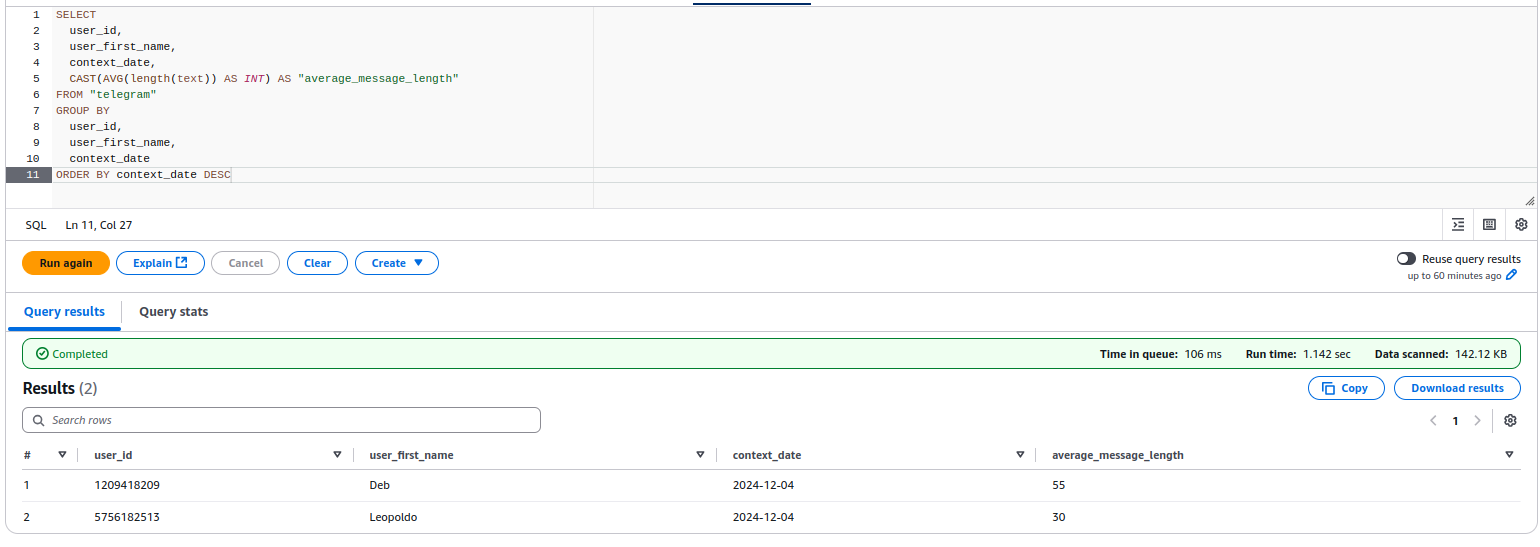 1 SELECT
2 user_id,
3 user_first_name,
4 context_date,
5 CAST(AVG(length(text)) AS INT) AS "average_message_length"
6 FROM "telegram"
7 GROUP BY
8 user_id,
9 user_first_name,
10 context_date
11 ORDER BY context_date DESC
SQL Ln 11, Col 27
Run again Explain Cancel Clear Create Reuse query results
up to 60 minutes ago
Query results Query stats
Completed Time in queue: 106 ms Run time: 1.142 sec Data scanned: 142.12 KB
Results (2) Copy Download results
Search rows 1
# user_id user_first_name context_date average_message_length
1 1209418209 Deb 2024-12-04 55
2 5756182513 Leopoldo 2024-12-04 30